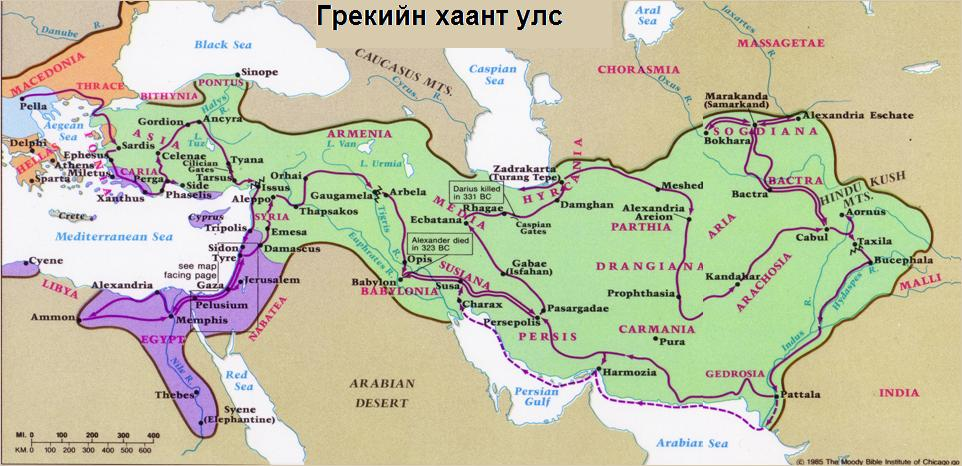 Грекийн хаант улс
Danube R.
Black Sea
CAUCASUS MTS.
Cyrus R.
Caspian
Sea
Aral
Sea
Jaxartes R.
Oxus R.
MASSAGETAE
CHORASMIA
MACEDONIA
THRACE
BITHYNIA
PONTUS
Sinope
Pella
Aegean
Sea
Delphi
HELLAS
Athens
Sparta
Ephesus
Miletus
IONIA
CARIA
Sardis
Gordion
Ancyra
Halys
R.
L.
Tuz
ASIA
Celenae
Cilician
Gates
Tyana
Tarsus
Perga
Side
Phaselis
Xanthus
Crete
Cyprus
Mediterranean Sea
ARMENIA
L. Van
L. Urmia
Orhai
Issus
Aleppo
Gaugamela
Arbela
Thapsakos
SYRIA
Tripolis
Emesa
Sidon
Tyre
Damascus
see map
facing page
Jerusalem
Gaza
Pelusium
Alexandria
Cyene
LIBYA
Ammon
Memphis
EGYPT
NABATEA
Nile R.
Thebes
Syene
(Elephantine)
Red
Sea
ARABIAN
DESERT
Tigris R.
Euphrates R.
Opis
Babylon
BABYLONIA
Alexander died
in 323 BC
Darius killed
in 331 BC
MEDIA
Ecbatana
Rhagae
Caspian
Gates
Zadrakarta
(Turang Tepe)
HYRCANIA
Damghan
Meshed
Alexandria
Areion
PARTHIA
ARIA
Gabae
(Isfahan)
SUSIANA
Susa
Charax
Pasargadae
Persepolis
PERSIS
DRANGIANA
Prophthasia
Kandahar
ARACHOSIA
CARMANIA
Pura
Harmozia
GEDROSIA
Persian
Gulf
Arabian Sea
Marakanda
(Samarkand)
Alexandria Eschate
SOGDIANA
Bokhara
Bactra
BACTRA
HINDU KUSH
MTS.
Aornus
Cabul
Taxila
Bucephala
MALLI
Hydaspes R.
Indus R.
Pattala
INDIA
MI. 0 100 200 300 400
KM. 0 100 200 400 600
© 1985 The Moody Bible Institute of Chicago.